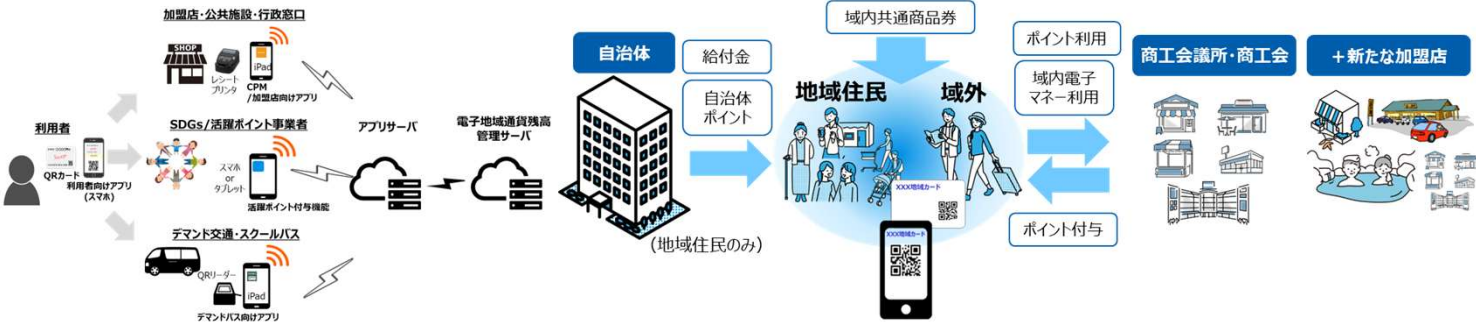 加盟店・公共施設・行政窓口
SHOP
レシート
プリンタ
iPad
CPM
/加盟店向けアプリ
利用者
QRカード
利用者向けアプリ
(スマホ)
SDGs/活躍ポイント事業者
スマホ
or
タブレット
活躍ポイント付与機能
デマンド交通・スクールバス
QRリーダー
iPad
デマンドバス向けアプリ
アプリサーバ
電子地域通貨残高
管理サーバ
自治体
給付金
自治体
ポイント
(地域住民のみ)
域内共通商品券
地域住民
域外
XXX地域カード
XXX地域カード
ポイント利用
域内電子
マネー利用
ポイント付与
商工会議所・商工会
＋新たな加盟店